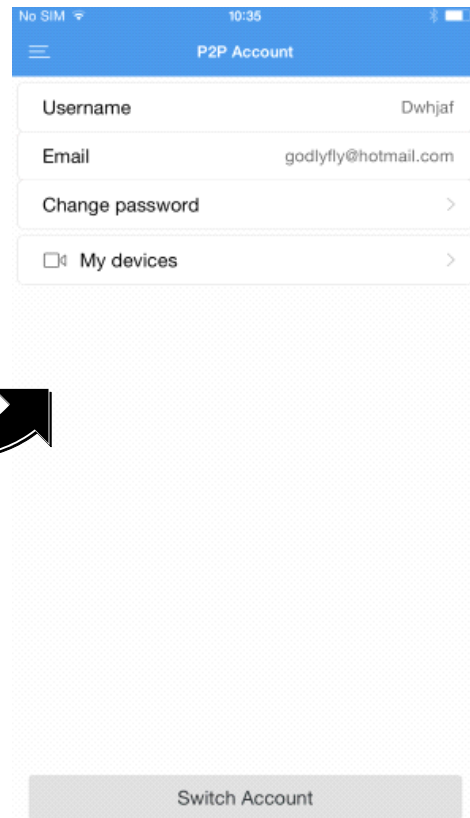 No SIM 10:35
P2P Account
Username Dwhjaf
Email godlyfly@hotmail.com
Change password
My devices
Switch Account